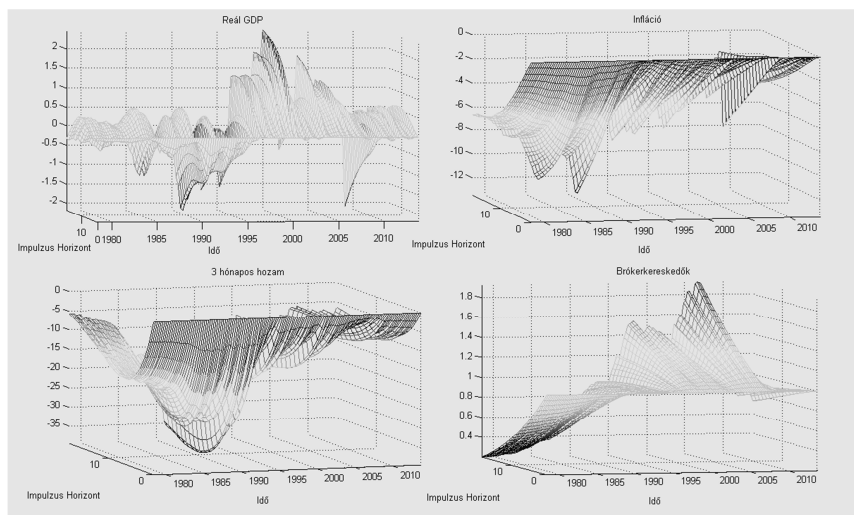 Reál GDP
2
2.5
1
1.5
0
0.5
-0.5
-1
-1.5
-2
10
0 1980 1985 1990 1995 2000 2005 2010
Impulzus Horizont
Idő
Infláció
0
-2
-4
-6
-8
-10
-12
10
0 1980 1985 1990 1995 2000 2005 2010
Impulzus Horizont
Idő
3 hónapos hozam
0
-5
-10
-15
-20
-25
-30
-35
10
0 1980 1985 1990 1995 2000 2005 2010
Impulzus Horizont
Idő
Brókerkereskedők
1.8
1.6
1.4
1.2
1
0.8
0.6
0.4
10
0 1980 1985 1990 1995 2000 2005 2010
Impulzus Horizont
Idő